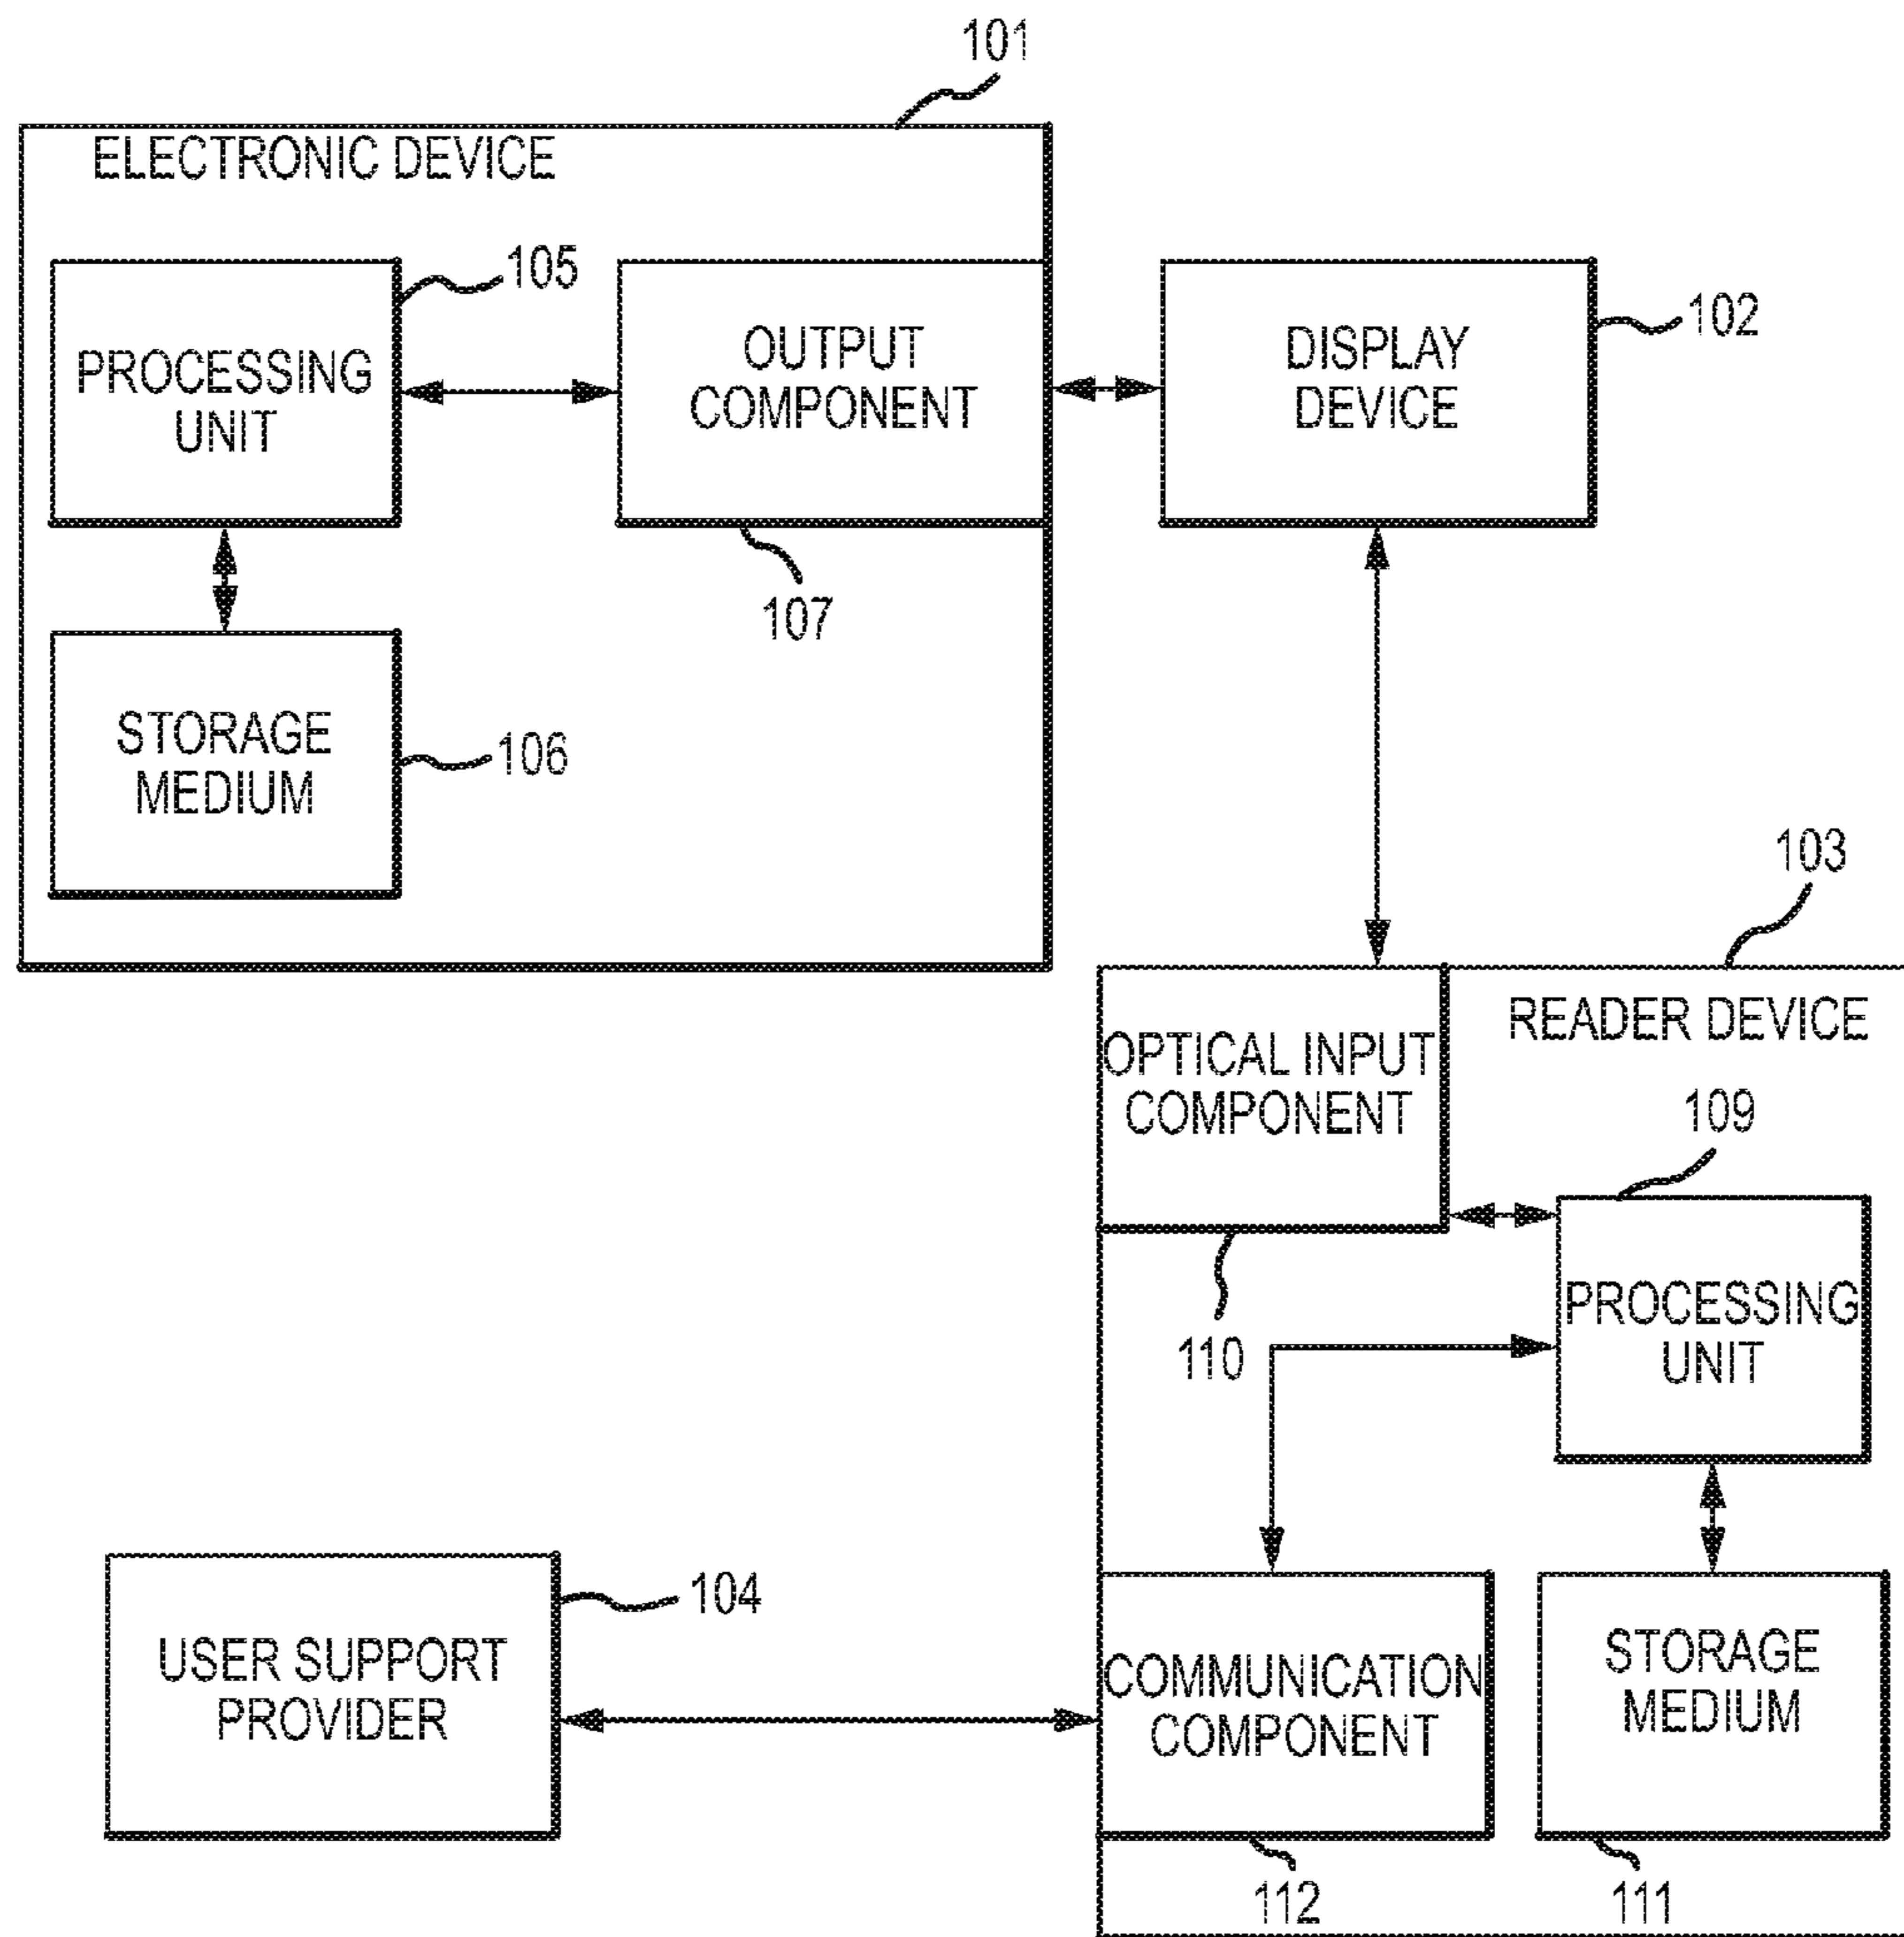 101
ELECTRONIC DEVICE
105
PROCESSING
UNIT
OUTPUT
COMPONENT
107
DISPLAY
DEVICE
102
STORAGE
MEDIUM
106
103
READER DEVICE
OPTICAL INPUT
COMPONENT
110
109
PROCESSING
UNIT
104
USER SUPPORT
PROVIDER
COMMUNICATION
COMPONENT
112
STORAGE
MEDIUM
111